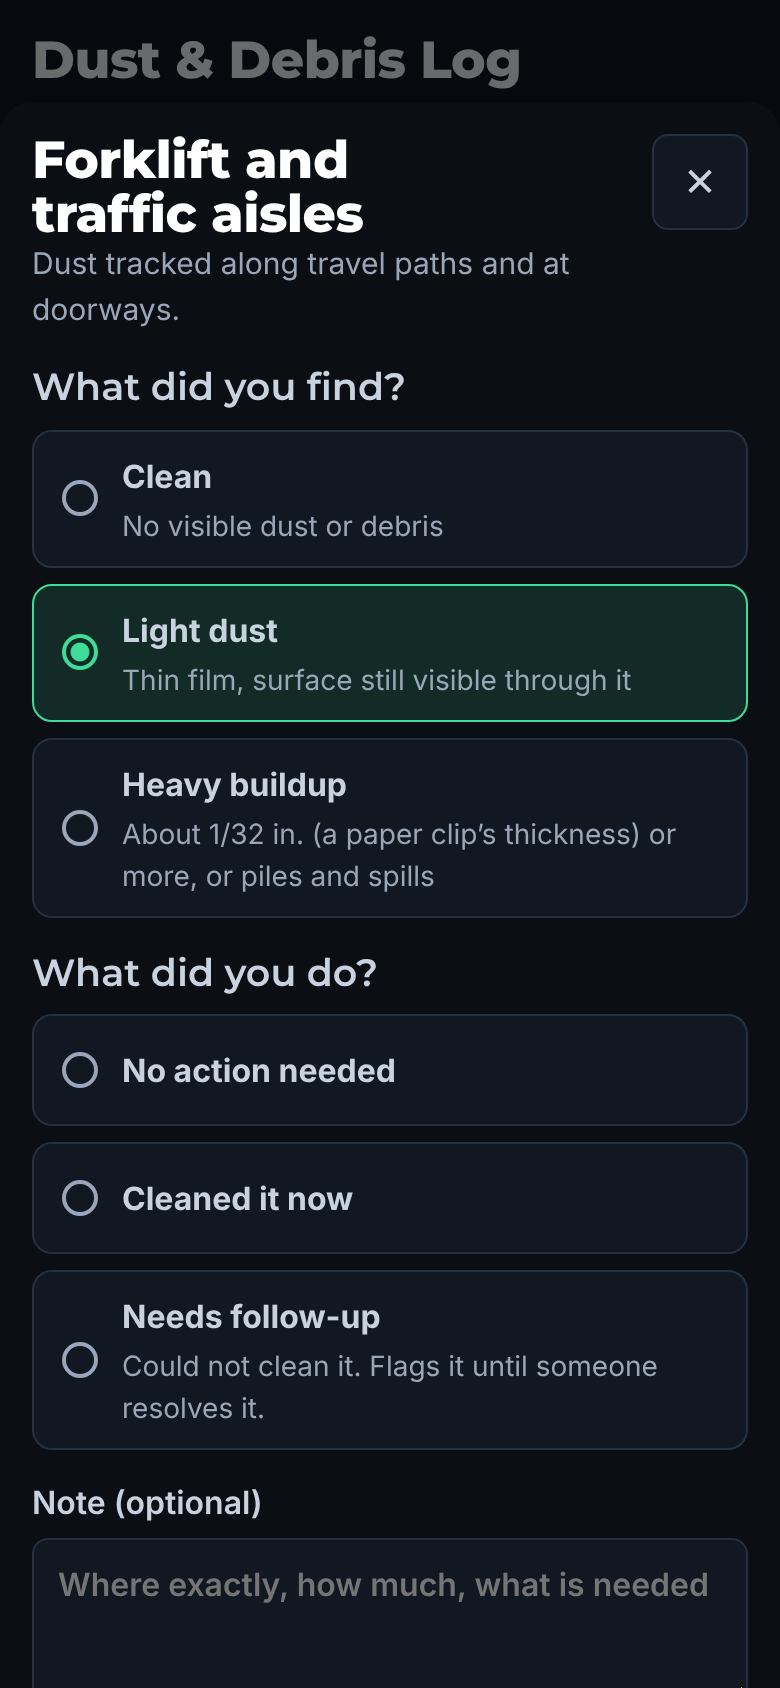 Dust & Debris Log
Forklift and
traffic aisles
Dust tracked along travel paths and at
doorways.
What did you find?
Clean
No visible dust or debris
Light dust
Thin film, surface still visible through it
Heavy buildup
About 1/32 in. (a paper clip’s thickness) or
more, or piles and spills
What did you do?
No action needed
Cleaned it now
Needs follow-up
Could not clean it. Flags it until someone
resolves it.
Note (optional)
Where exactly, how much, what is needed